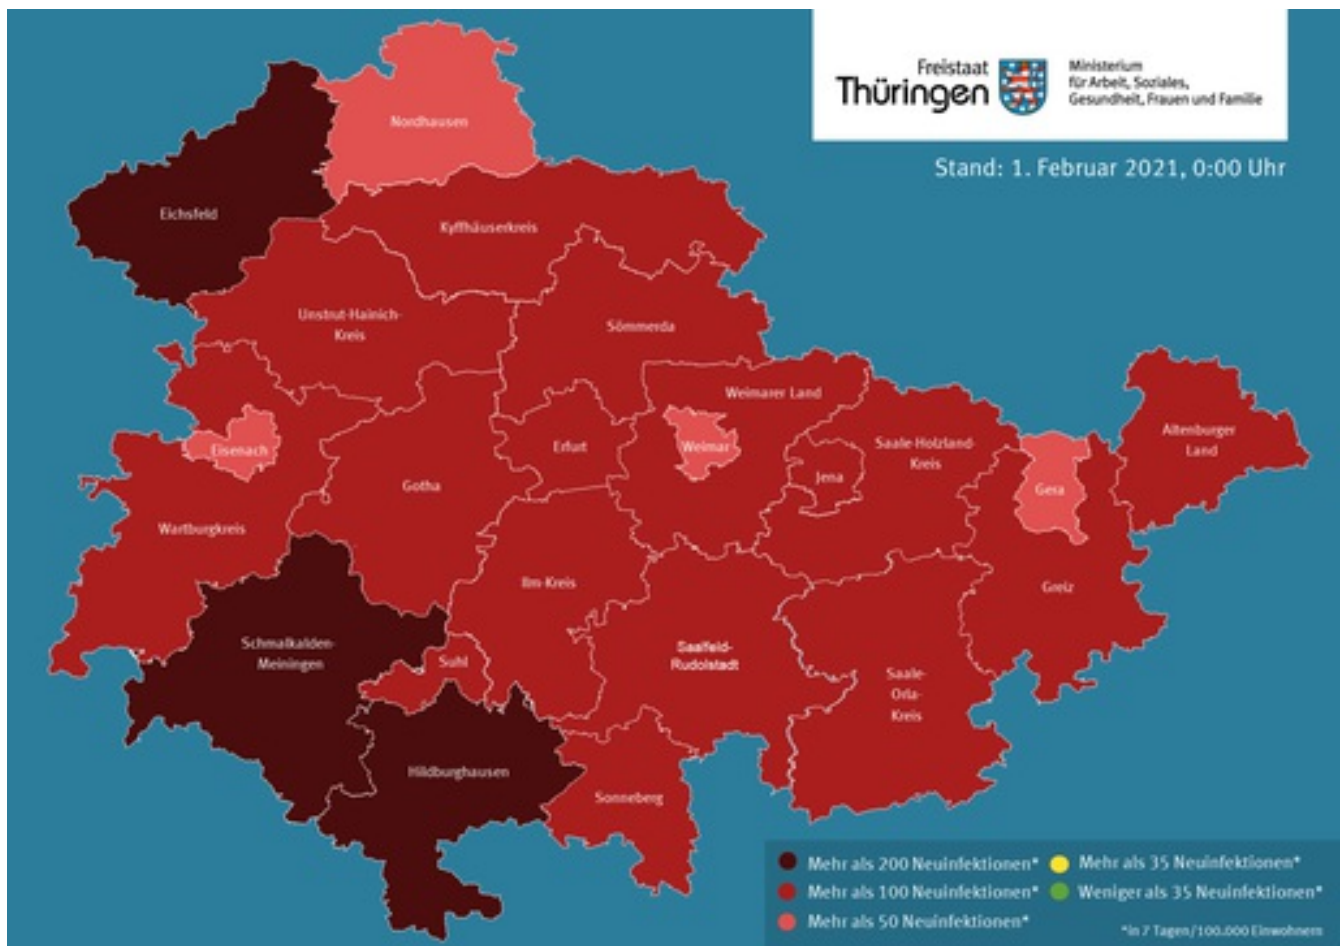 Freistaat
Thüringen
Ministerium
für Arbeit, Soziales,
Gesundheit, Frauen und Familie
Stand: 1. Februar 2021, 0:00 Uhr
Nordhausen
Eichsfeld
Kyffhäuserkreis
Unstrut-Hainich-
Kreis
Sömmerda
Weimarer Land
Eisenach
Erfurt
Weimar
Saale-Holzland-
Kreis
Altenburger
Land
Gotha
Jena
Gera
Wartburgkreis
Ilm-Kreis
Greiz
Schmalkalden-
Meiningen
Suhl
Saalfeld-
Rudolstadt
Saale-
Orla-
Kreis
Hildburghausen
Sonneberg
Mehr als 200 Neuinfektionen*
Mehr als 100 Neuinfektionen*
Mehr als 50 Neuinfektionen*
Mehr als 35 Neuinfektionen*
Weniger als 35 Neuinfektionen*
*in 7 Tagen/100.000 Einwohnern